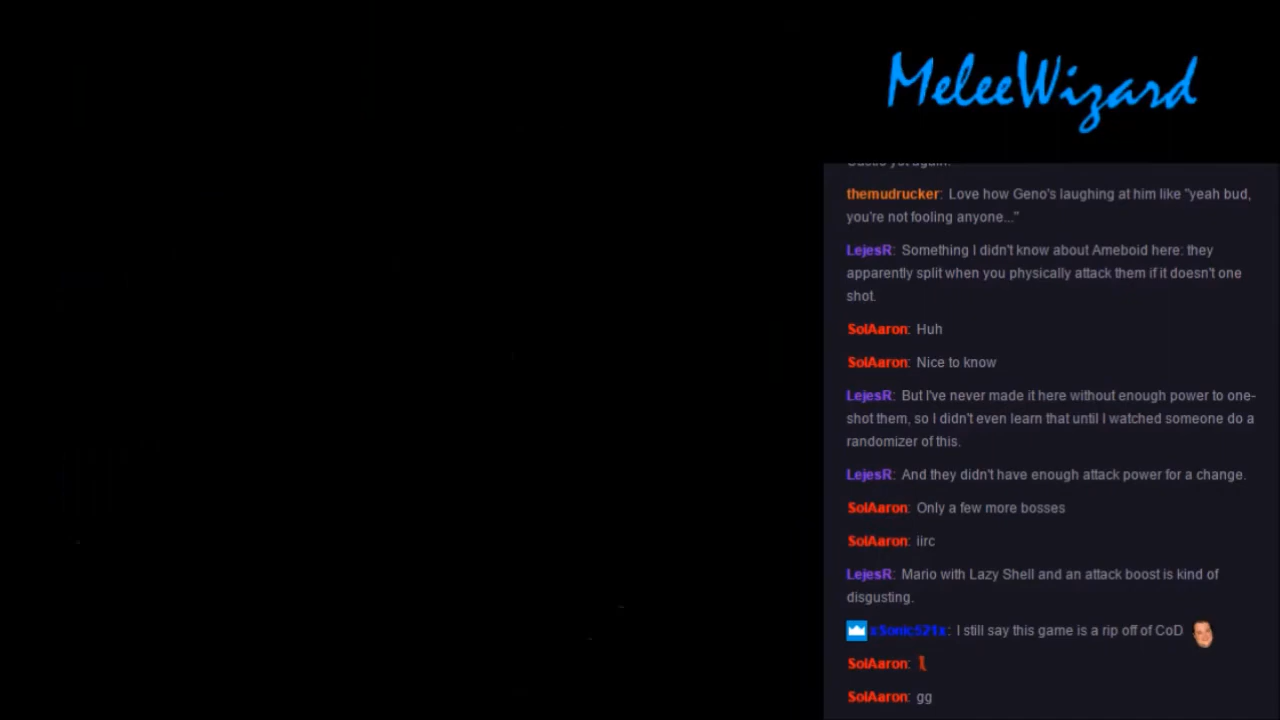 MeleeWizard
themudrucker: Love how Geno's laughing at him like "yeah bud,
you're not fooling anyone..."
LejesR: Something I didn't know about Ameboid here: they
apparently split when you physically attack them if it doesn't one
shot.
SolAaron: Huh
SolAaron: Nice to know
LejesR: But I've never made it here without enough power to one-
shot them, so I didn't even learn that until I watched someone do a
randomizer of this.
LejesR: And they didn't have enough attack power for a change.
SolAaron: Only a few more bosses
SolAaron: iirc
LejesR: Mario with Lazy Shell and an attack boost is kind of
disgusting.
xSonic521x: I still say this game is a rip off of CoD
SolAaron:
SolAaron: gg